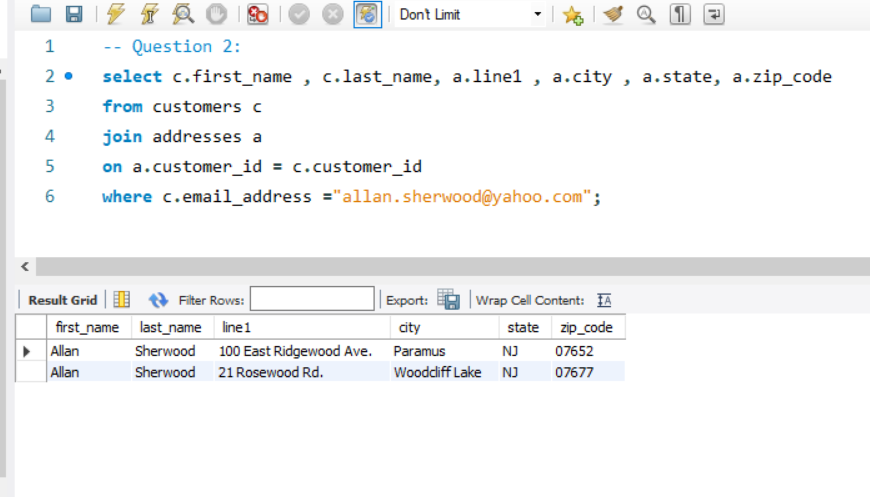 Don't Limit
1 -- Question 2:
2 select c.first_name , c.last_name, a.line1 , a.city , a.state, a.zip_code
3 from customers c
4 join addresses a
5 on a.customer_id = c.customer_id
6 where c.email_address ="allan.sherwood@yahoo.com";
Result Grid Filter Rows: Export: Wrap Cell Content: IA
first_name last_name line1 city state zip_code
Allan Sherwood 100 East Ridgewood Ave. Paramus NJ 07652
Allan Sherwood 21 Rosewood Rd. Woodcliff Lake NJ 07677